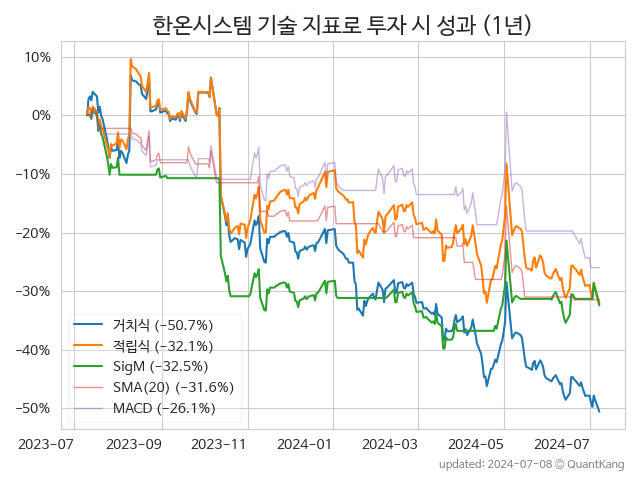 한온시스템 기술 지표로 투자 시 성과 (1년)
10%
0%
−10%
−20%
−30%
−40%
−50%
거치식 (−50.7%)
적립식 (−32.1%)
SigM (−32.5%)
SMA(20) (−31.6%)
MACD (−26.1%)
2023-07 2023-09 2023-11 2024-01 2024-03 2024-05 2024-07
updated: 2024-07-08 ⓒ QuantKang